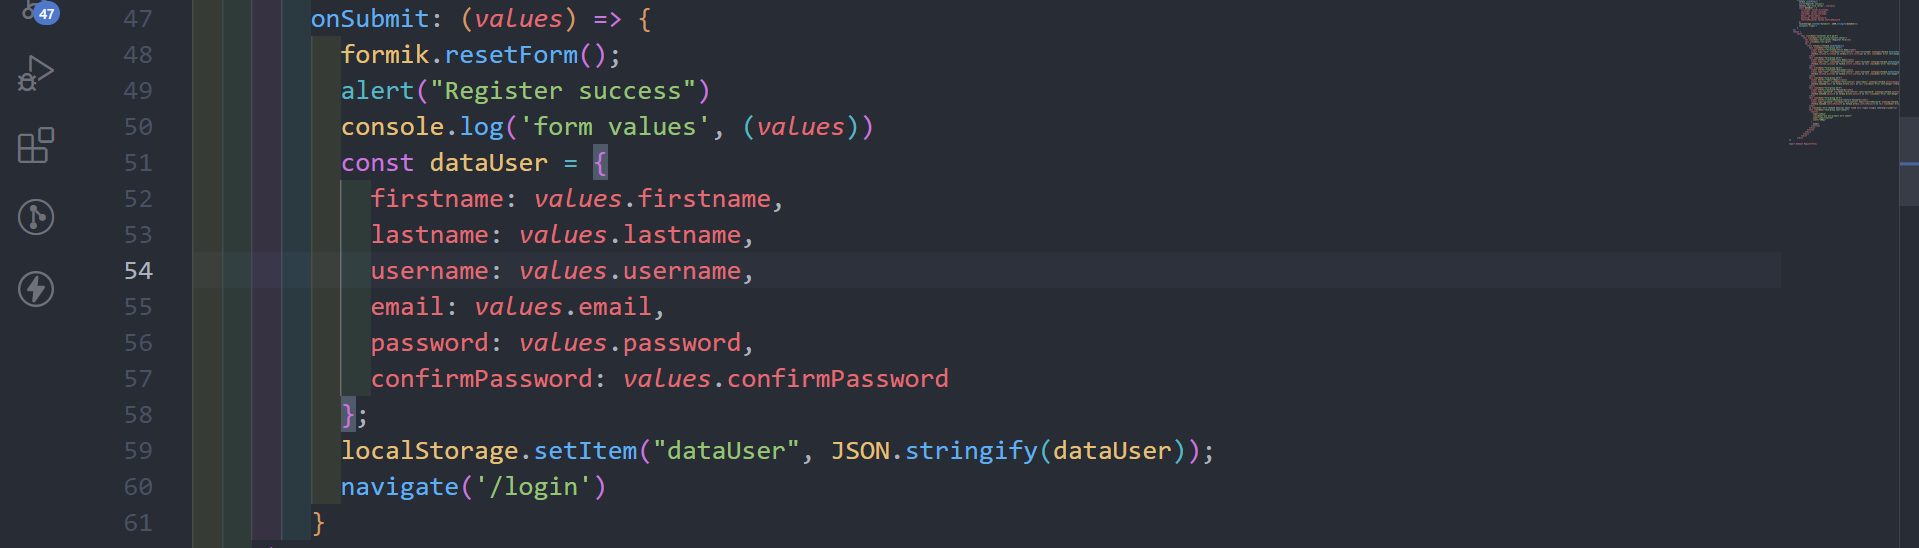 47
47 onSubmit: (values) => {
48 formik.resetForm();
49 alert("Register success")
50 console.log('form values', (values))
51 const dataUser = {
52 firstname: values.firstname,
53 lastname: values.lastname,
54 username: values.username,
55 email: values.email,
56 password: values.password,
57 confirmPassword: values.confirmPassword
58 };
59 localStorage.setItem("dataUser", JSON.stringify(dataUser));
60 navigate('/login')
61 }